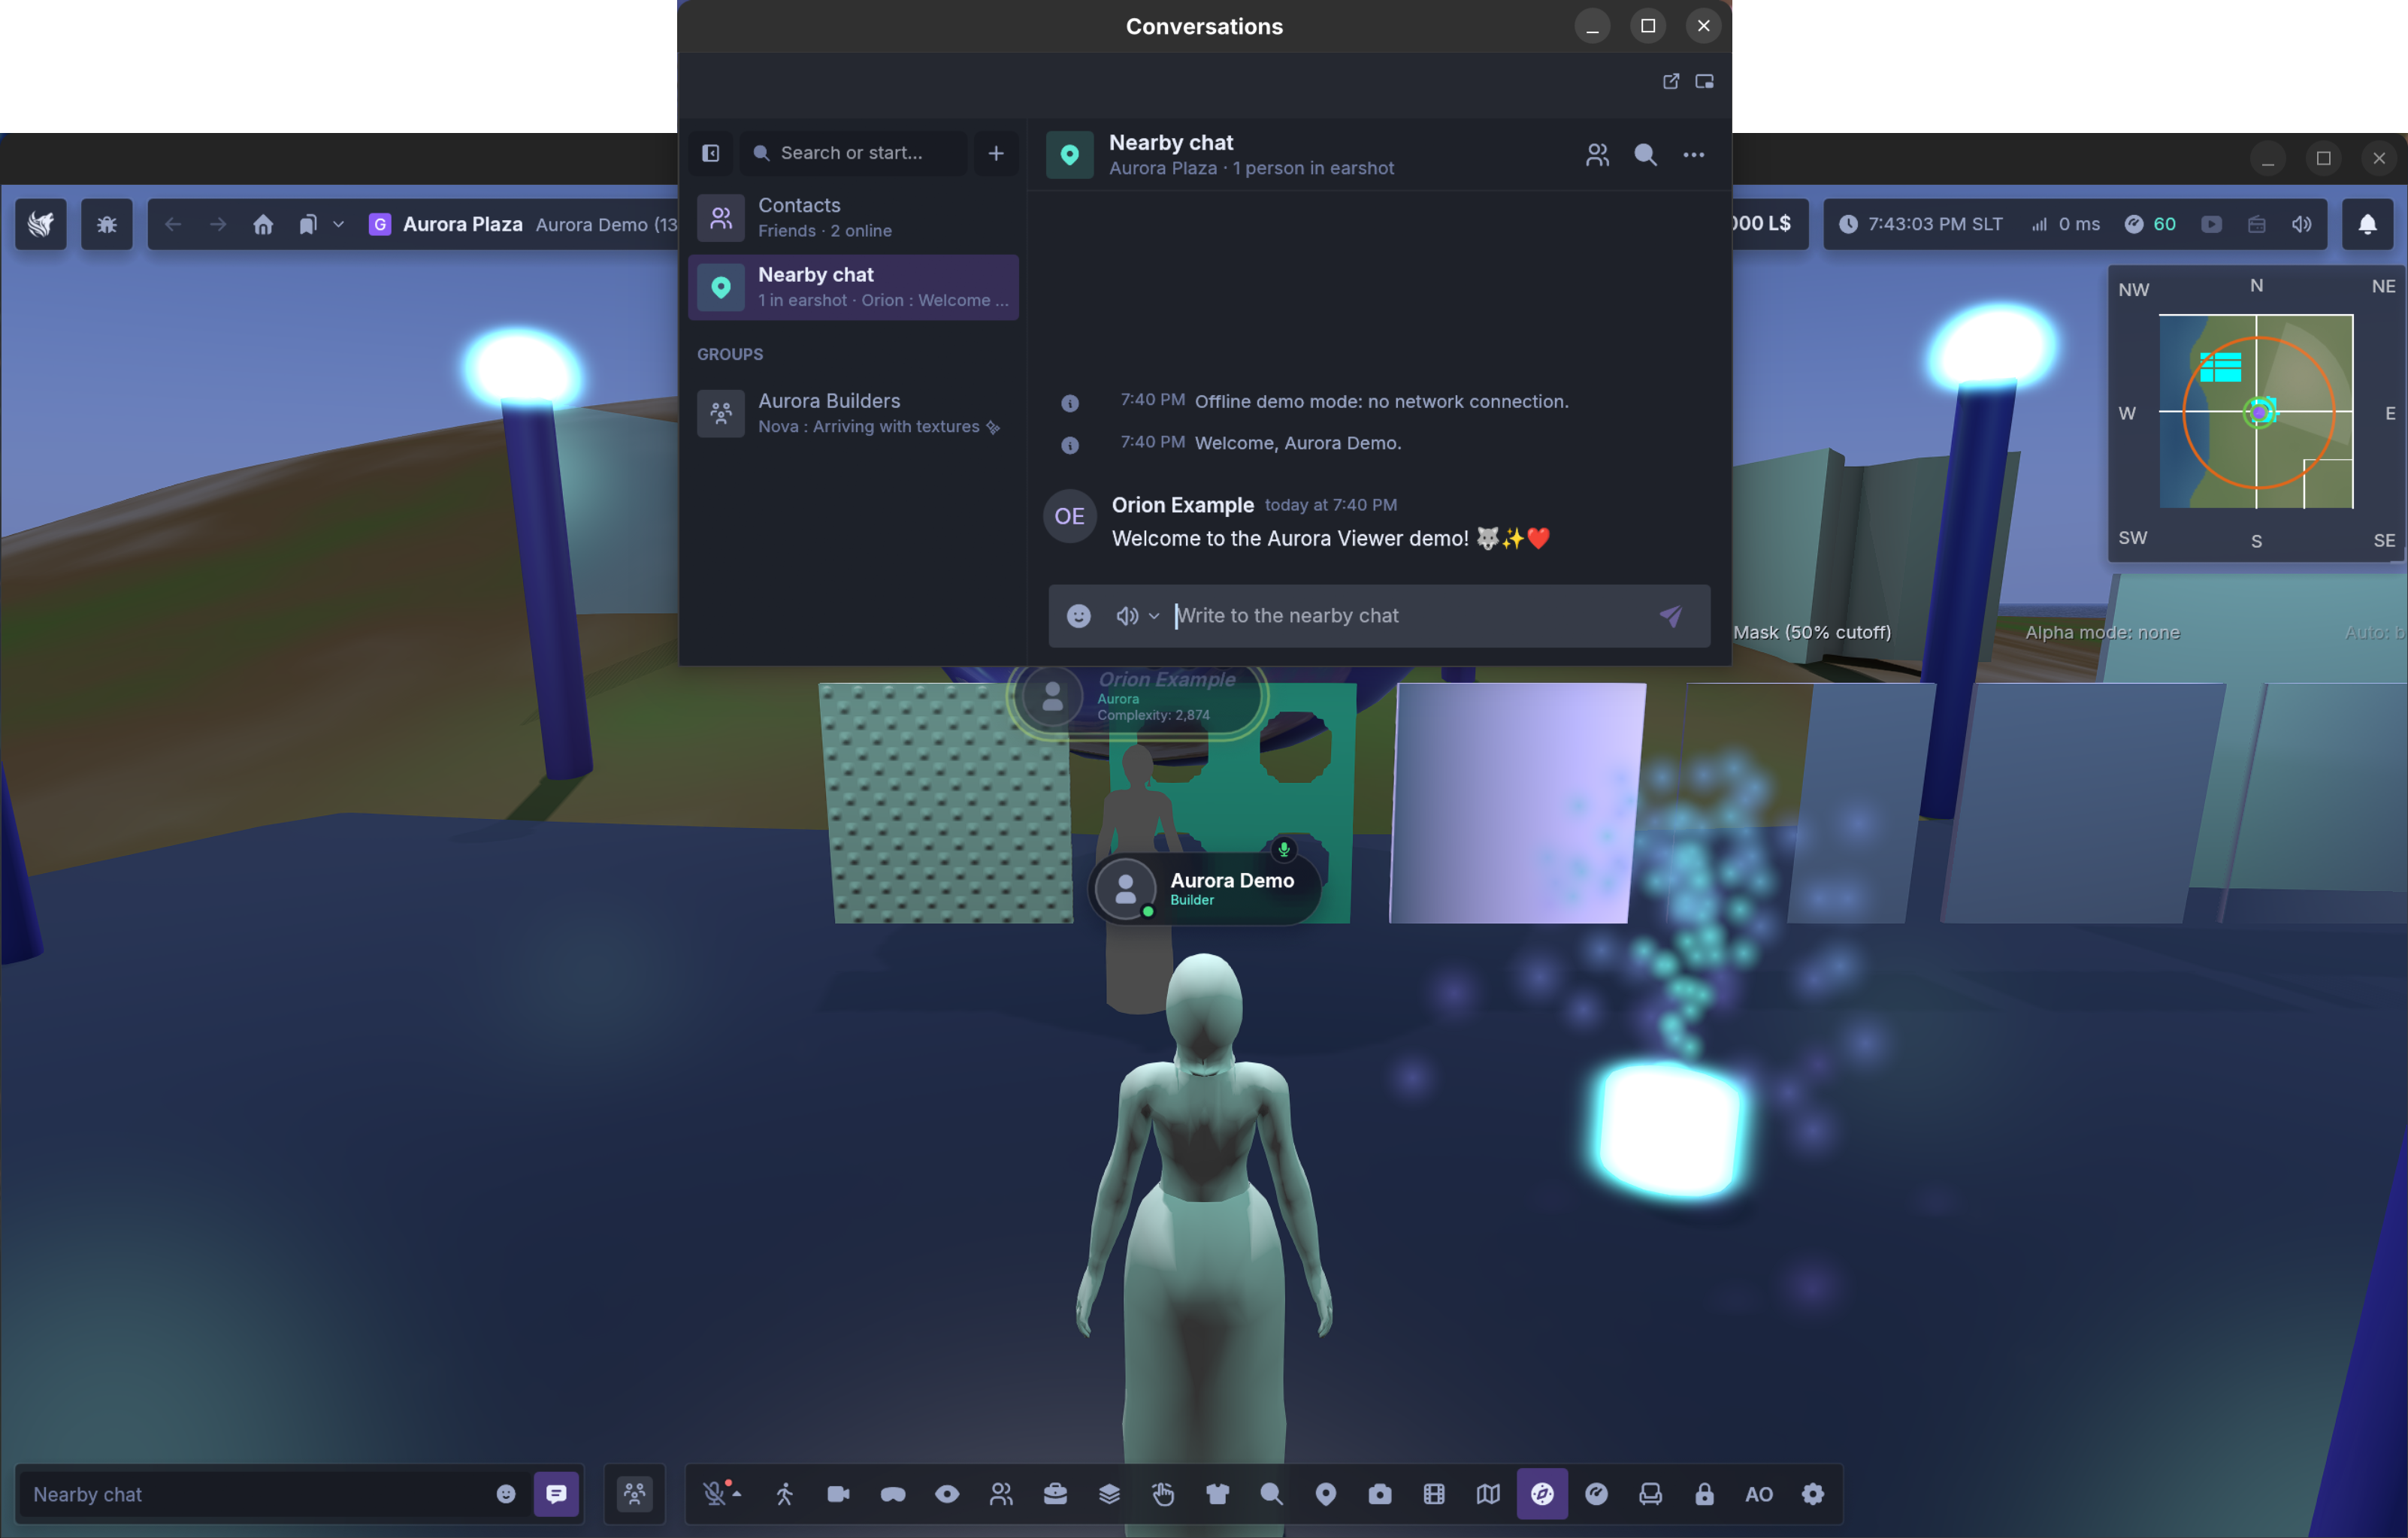 Conversations
Search or start...
Nearby chat
Aurora Plaza · 1 person in earshot
Contacts
Friends · 2 online
Nearby chat
1 in earshot · Orion : Welcome ...
GROUPS
Aurora Builders
Nova : Arriving with textures
7:40 PM Offline demo mode: no network connection.
7:40 PM Welcome, Aurora Demo.
OE
Orion Example today at 7:40 PM
Welcome to the Aurora Viewer demo! 🐺✨❤️
Write to the nearby chat
G Aurora Plaza Aurora Demo (13
000 L$
7:43:03 PM SLT
0 ms
60
NW N NE
W E
SW S SE
Mask (50% cutoff)
Alpha mode: none
Auto: b
Orion Example
Aurora
Complexity: 2,874
Aurora Demo
Builder
Nearby chat
AO